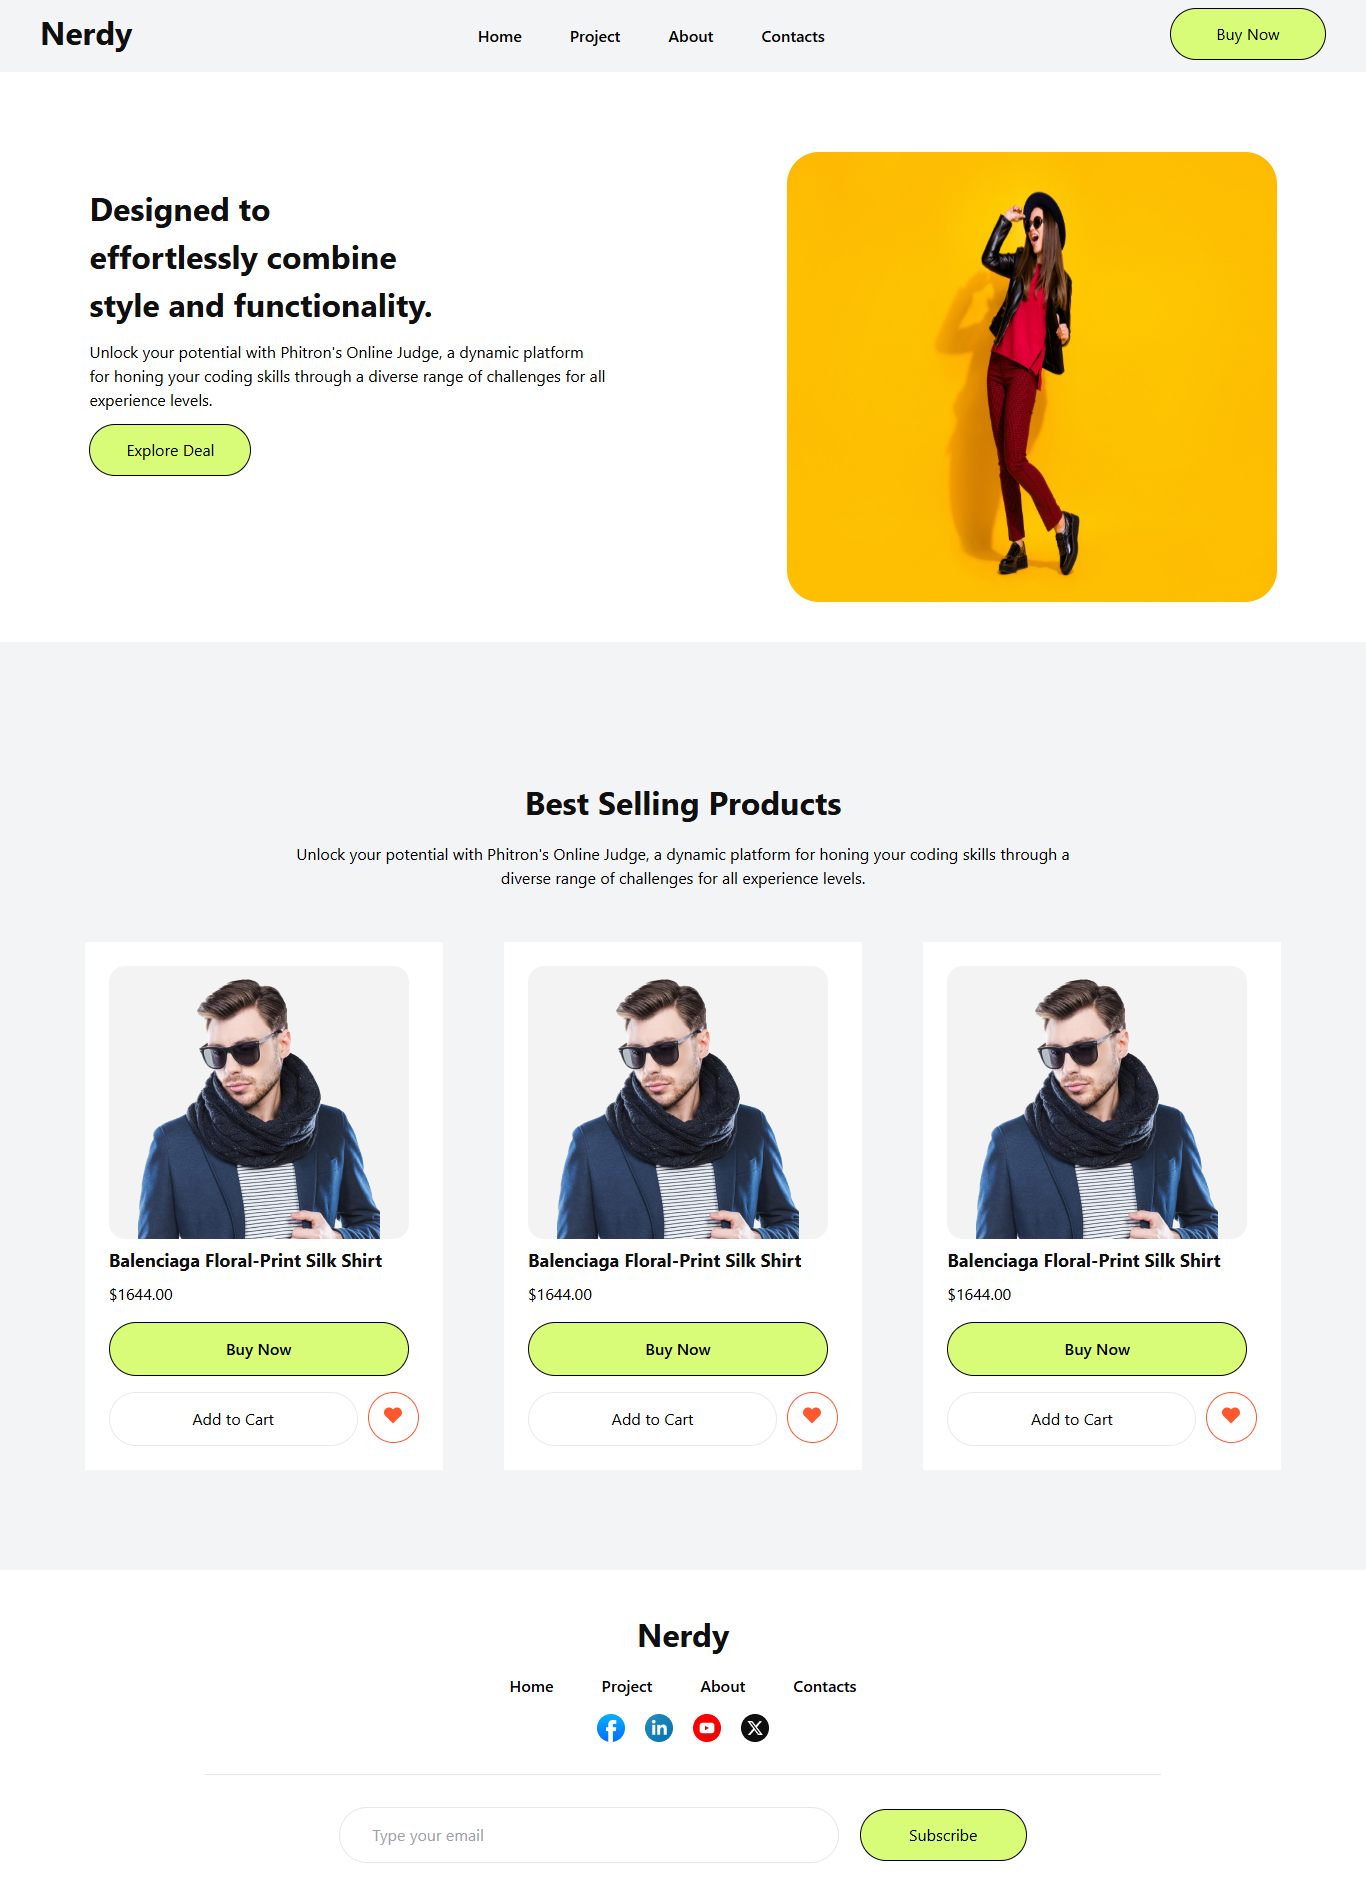 Nerdy
Home Project About Contacts
Buy Now
Designed to
effortlessly combine
style and functionality.
Unlock your potential with Phitron's Online Judge, a dynamic platform
for honing your coding skills through a diverse range of challenges for all
experience levels.
Explore Deal
Best Selling Products
Unlock your potential with Phitron's Online Judge, a dynamic platform for honing your coding skills through a
diverse range of challenges for all experience levels.
Balenciaga Floral-Print Silk Shirt
$1644.00
Buy Now
Add to Cart
Balenciaga Floral-Print Silk Shirt
$1644.00
Buy Now
Add to Cart
Balenciaga Floral-Print Silk Shirt
$1644.00
Buy Now
Add to Cart
Nerdy
Home Project About Contacts
Type your email
Subscribe